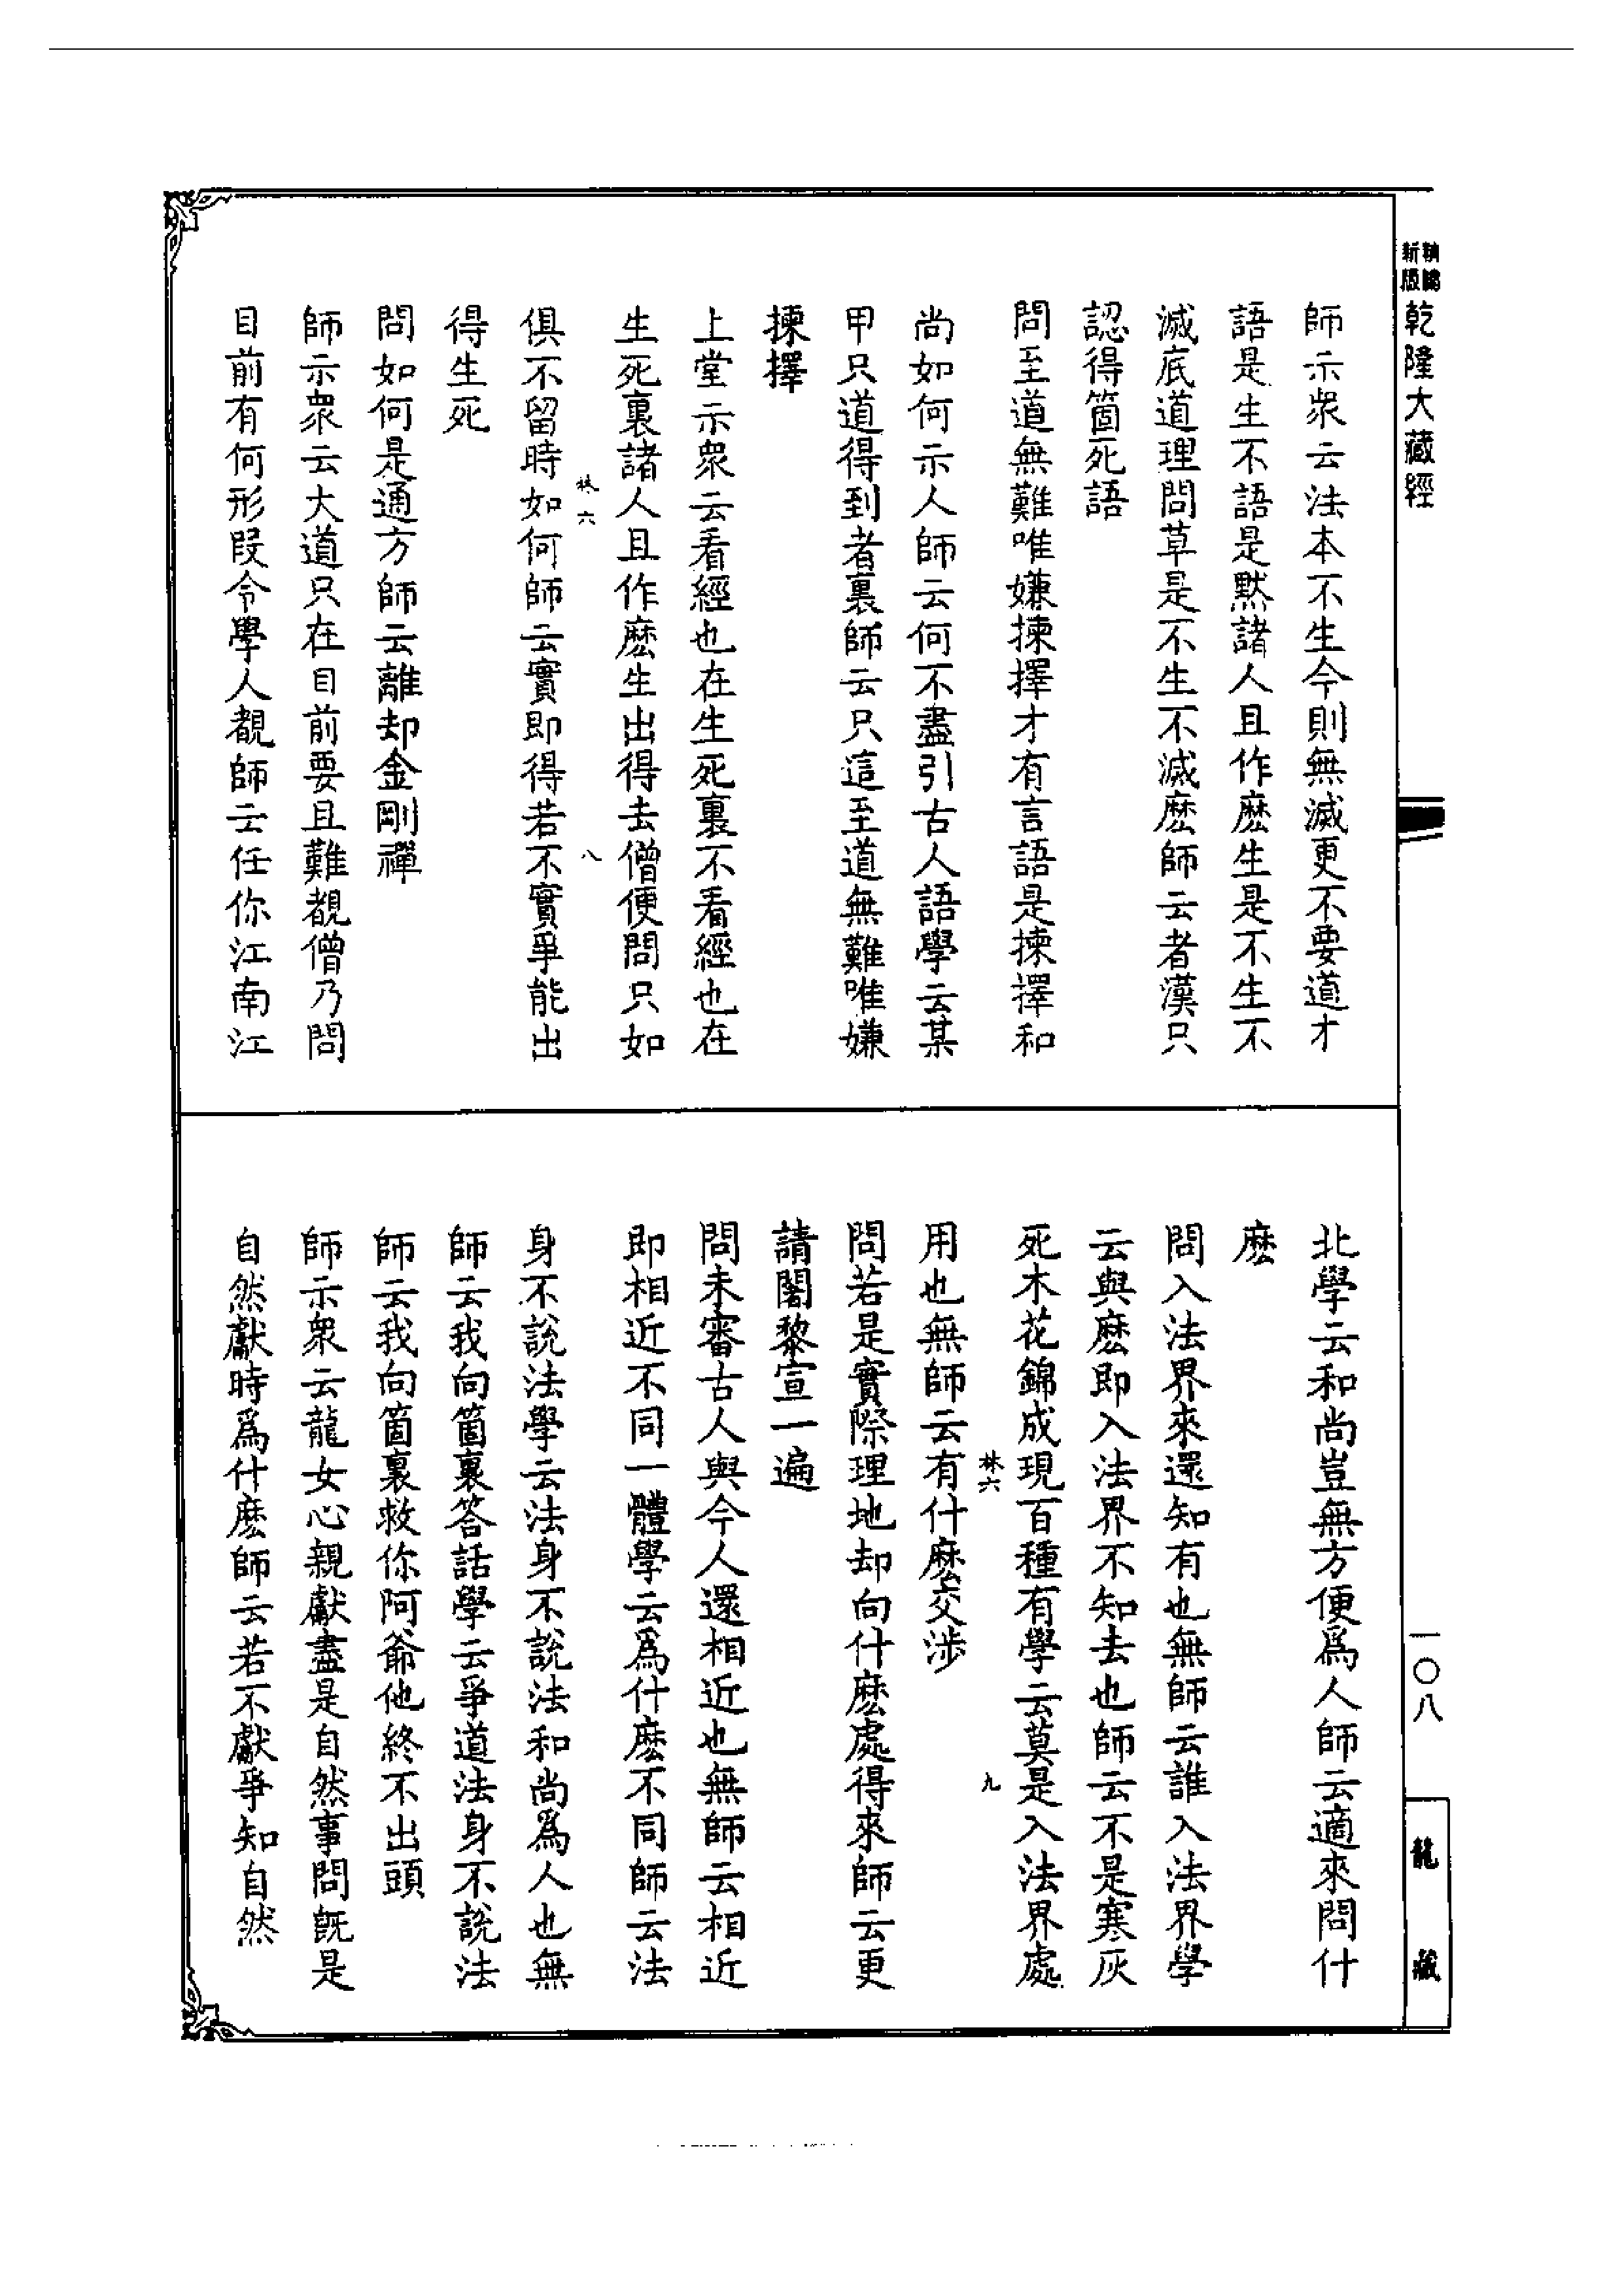 精編
新版
乾隆大藏經
師示衆云法本不生今則無滅更不要道才
語是生不語是默諸人且作麽生是不生不
滅底道理問草是不生不滅麽師云者漢只
認得箇死語
問至道無難唯嫌揀擇才有言語是揀擇和
尚如何示人師云何不盡引古人語學云某
甲只道得到者裏師云只這至道無難唯嫌
揀擇
上堂示衆云看經也在生死裏不看經也在
生死裏諸人且作麽生出得去僧便問只如
林六
八
俱不留時如何師云實即得若不實爭能出
得生死
問如何是通方師云離却金剛禪
師示衆云大道只在目前要且難覩僧乃問
目前有何形段令學人覩師云任你江南江
北學云和尚豈無方便爲人師云適來問什
麽
問入法界來還知有也無師云誰入法界學
云與麽即入法界不知去也師云不是寒灰
死木花錦成現百種有學云莫是入法界處
林六
九
用也無師云有什麽交涉
問若是實際理地却向什麽處得來師云更
請闍黎宣一遍
問未審古人與今人還相近也無師云相近
即相近不同一體學云爲什麽不同師云法
身不說法學云法身不說法和尚爲人也無
師云我向箇裏答話學云爭道法身不說法
師云我向箇裏救你阿爺他終不出頭
師示衆云龍女心親獻盡是自然事問旣是
自然獻時爲什麽師云若不獻爭知自然
一〇八
龍藏